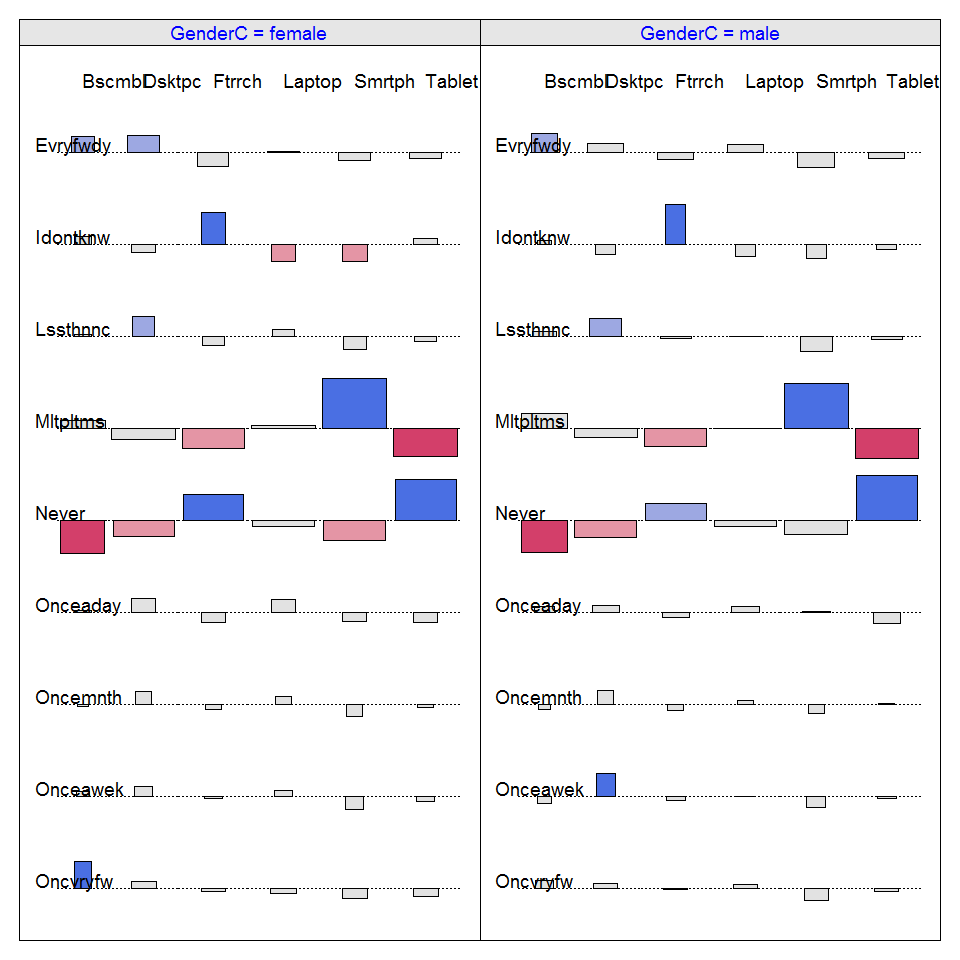 GenderC = female
Bscmbl Dsktpc Ftrrch Laptop Smrtph Tablet
Evryfwdy
Idontknw
Lssthnnc
Mltpltms
Never
Onceaday
Oncemnth
Onceawek
Oncvryfw
GenderC = male
Bscmbl Dsktpc Ftrrch Laptop Smrtph Tablet
Evryfwdy
Idontknw
Lssthnnc
Mltpltms
Never
Onceaday
Oncemnth
Onceawek
Oncvryfw